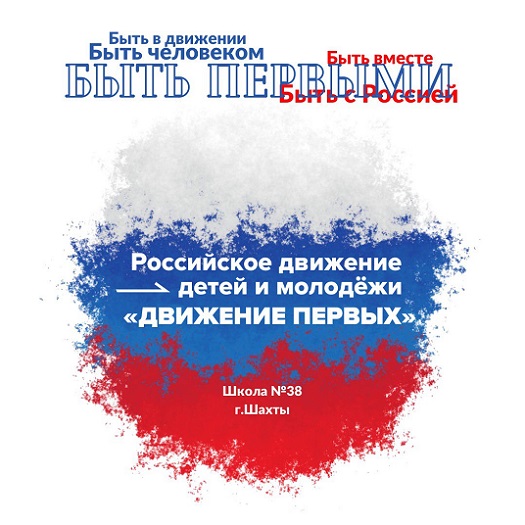 Быть в движении
Быть человеком
Быть вместе
БЫТЬ ПЕРВЫМИ
Быть с Россией
Российское движение
детей и молодёжи
«ДВИЖЕНИЕ ПЕРВЫХ»
Школа №38
г.Шахты